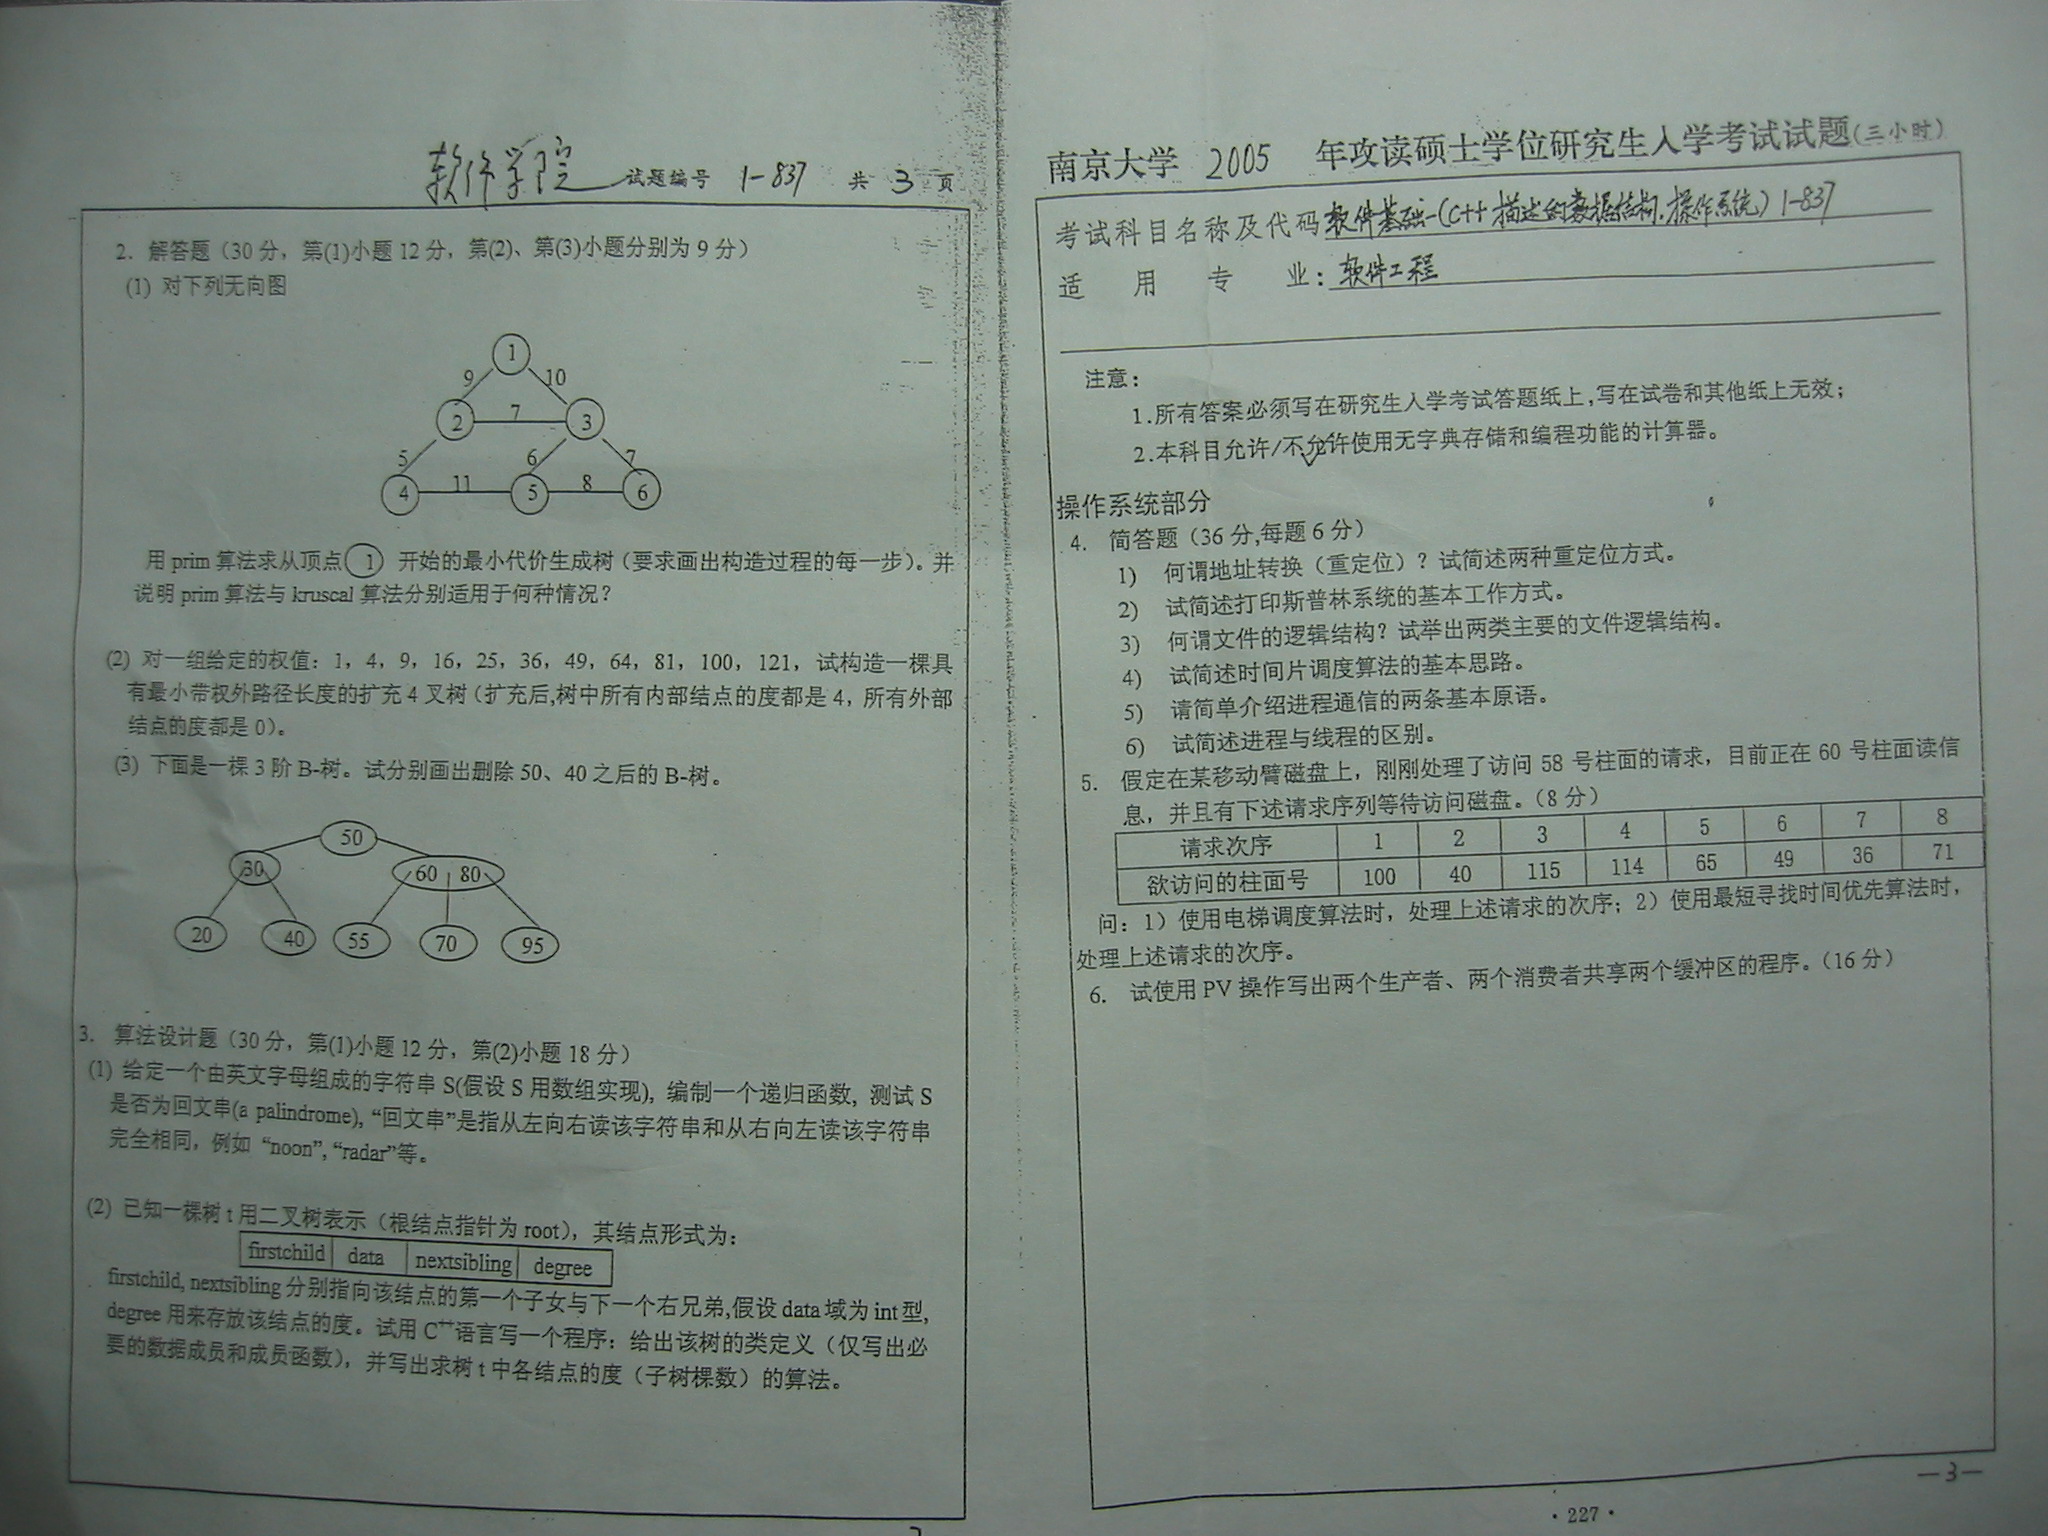 软件学院 试题编号 1-837 共 3 页
2. 解答题（30 分，第(1)小题 12 分，第(2)、第(3)小题分别为 9 分）
(1) 对下列无向图
1
9 10
2 7 3
5 6 7
4 11 5 8 6
用 prim 算法求从顶点 1 开始的最小代价生成树（要求画出构造过程的每一步）。并
说明 prim 算法与 kruscal 算法分别适用于何种情况？
(2) 对一组给定的权值：1，4，9，16，25，36，49，64，81，100，121，试构造一棵具
有最小带权外路径长度的扩充 4 叉树（扩充后,树中所有内部结点的度都是 4，所有外部
结点的度都是 0）。
(3) 下面是一棵 3 阶 B-树。试分别画出删除 50、40 之后的 B-树。
50
30 60 80
20 40 55 70 95
3. 算法设计题（30 分，第(1)小题 12 分，第(2)小题 18 分）
(1) 给定一个由英文字母组成的字符串 S(假设 S 用数组实现), 编制一个递归函数, 测试 S
是否为回文串(a palindrome), “回文串”是指从左向右读该字符串和从右向左读该字符串
完全相同，例如 “noon”, “radar”等。
(2) 已知一棵树 t 用二叉树表示（根结点指针为 root），其结点形式为：
firstchild data nextsibling degree
firstchild, nextsibling 分别指向该结点的第一个子女与下一个右兄弟,假设 data 域为 int 型,
degree 用来存放该结点的度。试用 C++语言写一个程序：给出该树的类定义（仅写出必
要的数据成员和成员函数），并写出求树 t 中各结点的度（子树棵数）的算法。
南京大学 2005 年攻读硕士学位研究生入学考试试题(三小时)
考试科目名称及代码 软件基础一(C++描述的数据结构、操作系统) 1-837
适用专业：软件工程
注意：
1.所有答案必须写在研究生入学考试答题纸上,写在试卷和其他纸上无效；
2.本科目允许/不允许使用无字典存储和编程功能的计算器。
操作系统部分
4. 简答题（36 分,每题 6 分）
1) 何谓地址转换（重定位）？试简述两种重定位方式。
2) 试简述打印斯普林系统的基本工作方式。
3) 何谓文件的逻辑结构？试举出两类主要的文件逻辑结构。
4) 试简述时间片调度算法的基本思路。
5) 请简单介绍进程通信的两条基本原语。
6) 试简述进程与线程的区别。
5. 假定在某移动臂磁盘上，刚刚处理了访问 58 号柱面的请求，目前正在 60 号柱面读信
息，并且有下述请求序列等待访问磁盘。（8 分）
请求次序 1 2 3 4 5 6 7 8
欲访问的柱面号 100 40 115 114 65 49 36 71
问：1）使用电梯调度算法时，处理上述请求的次序；2）使用最短寻找时间优先算法时，
处理上述请求的次序。
6. 试使用 PV 操作写出两个生产者、两个消费者共享两个缓冲区的程序。（16 分）
—3—
· 227 ·